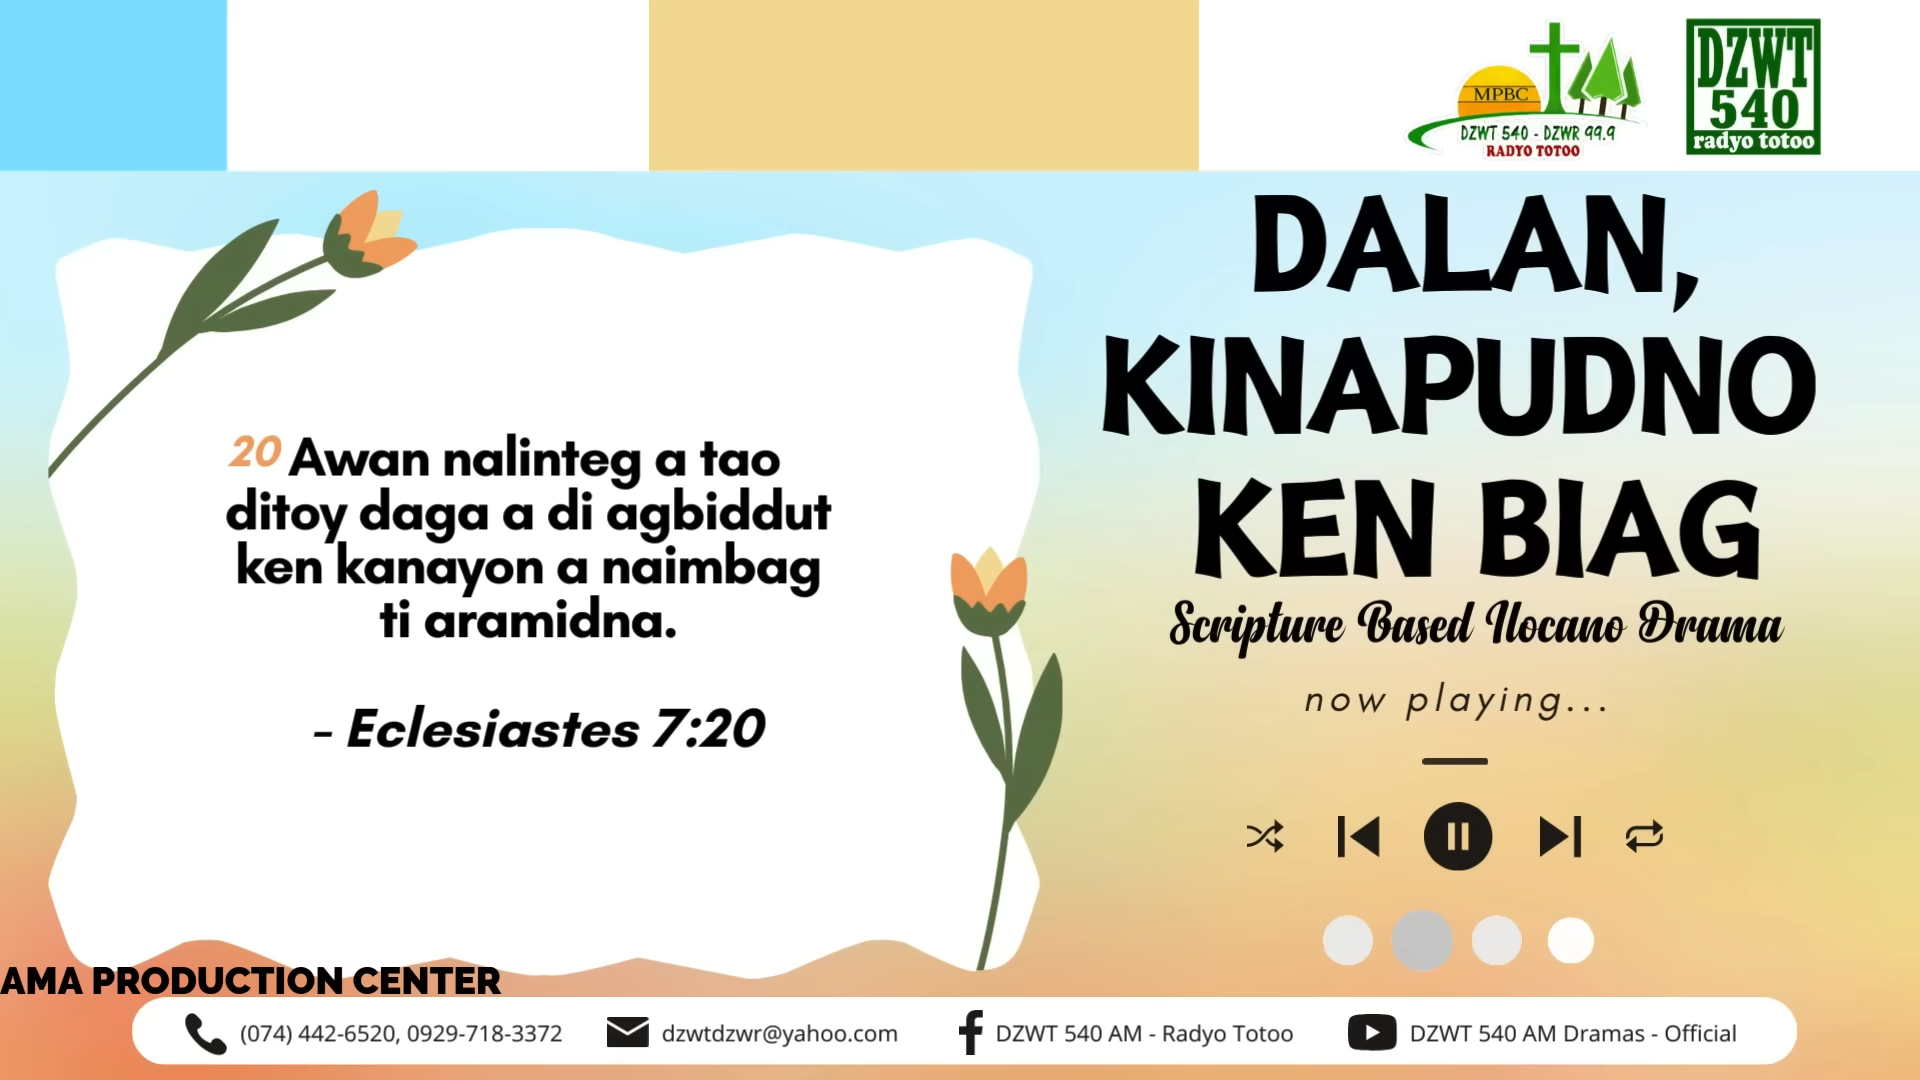 MPBC
DZWT 540 - DZWR 99.9
RADYO TOTOO
DZWT
540
radyo totoo
DALAN,
KINAPUDNO
KEN BIAG
Scripture Based Ilocano Drama
now playing...
20 Awan nalinteg a tao
ditoy daga a di agbiddut
ken kanayon a naimbag
ti aramidna.
- Eclesiastes 7:20
AMA PRODUCTION CENTER
(074) 442-6520, 0929-718-3372
dzwtdzwr@yahoo.com
DZWT 540 AM - Radyo Totoo
DZWT 540 AM Dramas - Official